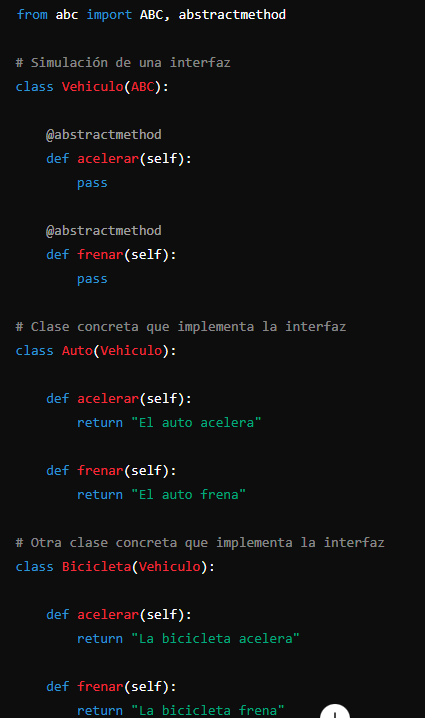 from abc import ABC, abstractmethod
# Simulación de una interfaz
class Vehiculo(ABC):
    @abstractmethod
    def acelerar(self):
        pass
    @abstractmethod
    def frenar(self):
        pass
# Clase concreta que implementa la interfaz
class Auto(Vehiculo):
    def acelerar(self):
        return "El auto acelera"
    def frenar(self):
        return "El auto frena"
# Otra clase concreta que implementa la interfaz
class Bicicleta(Vehiculo):
    def acelerar(self):
        return "La bicicleta acelera"
    def frenar(self):
        return "La bicicleta frena"